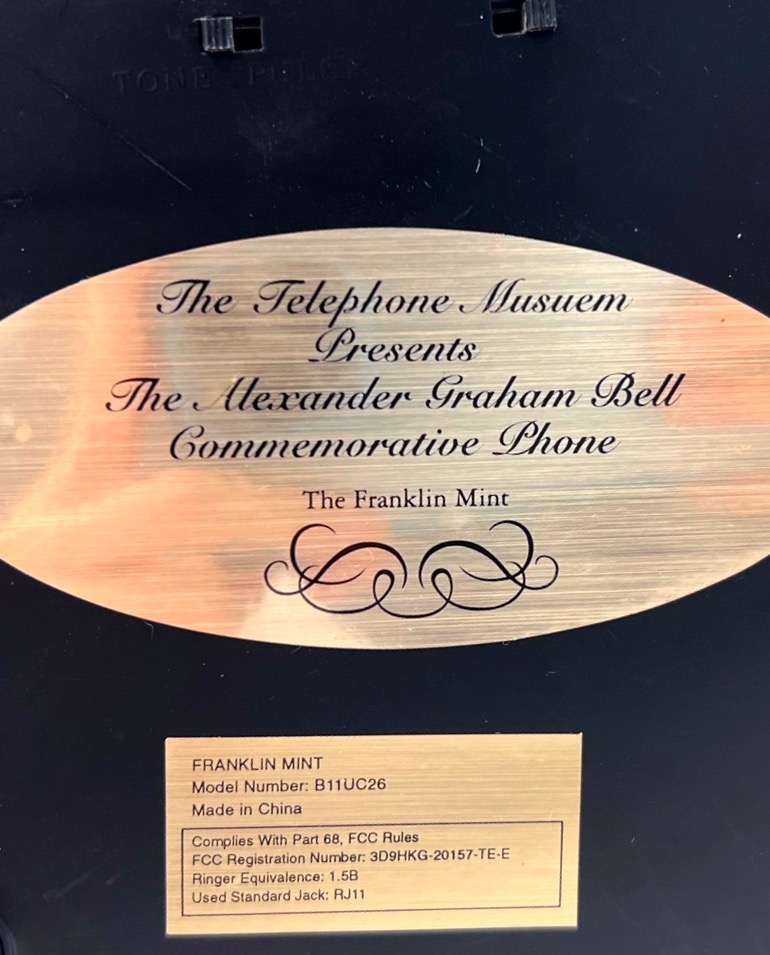 TONE PULSE
The Telephone Musuem
Presents
The Alexander Graham Bell
Commemorative Phone
The Franklin Mint
FRANKLIN MINT
Model Number: B11UC26
Made in China
Complies With Part 68, FCC Rules
FCC Registration Number: 3D9HKG-20157-TE-E
Ringer Equivalence: 1.5B
Used Standard Jack: RJ11